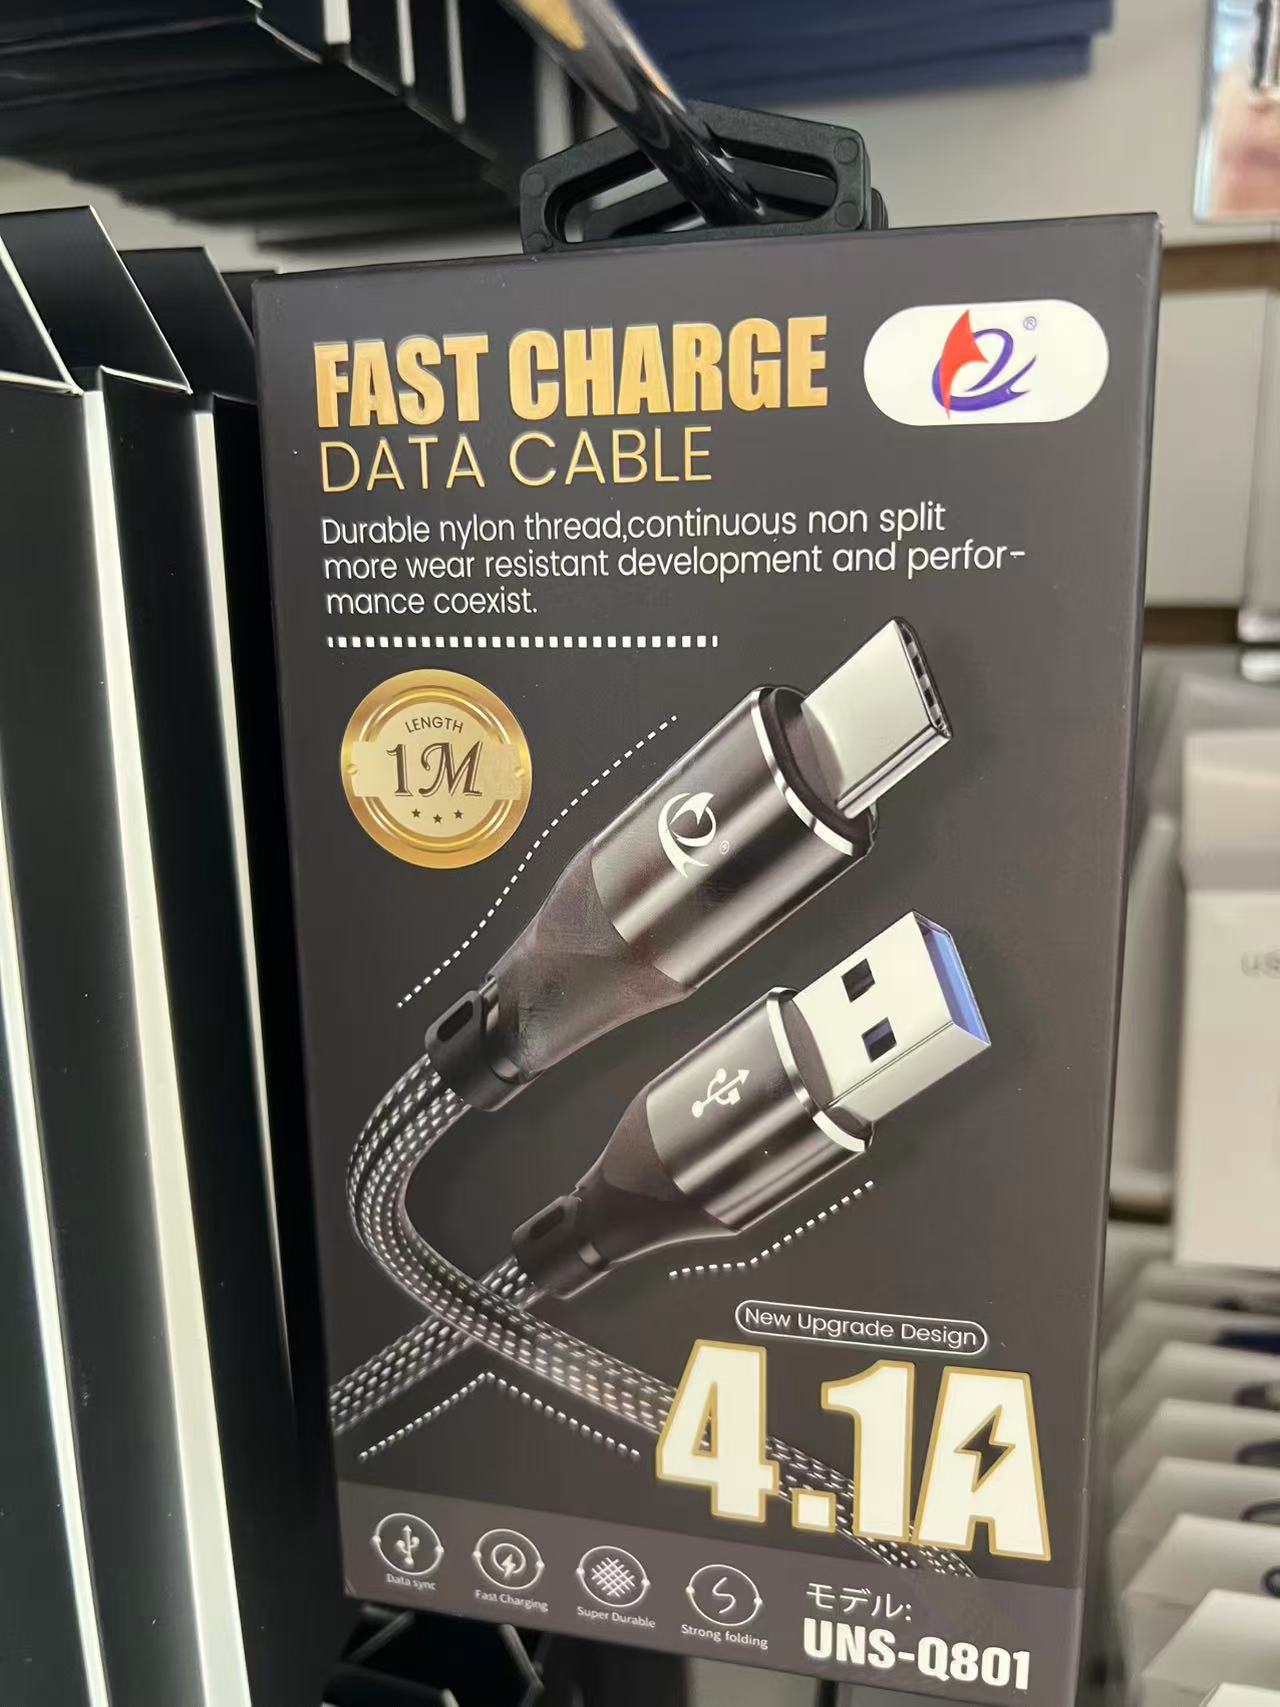 FAST CHARGE
®
DATA CABLE
Durable nylon thread,continuous non split
more wear resistant development and perfor-
mance coexist.
LENGTH
1M
®
New Upgrade Design
4.1A
Data sync
Fast Charging
Super Durable
Strong folding
モデル:
UNS-Q801